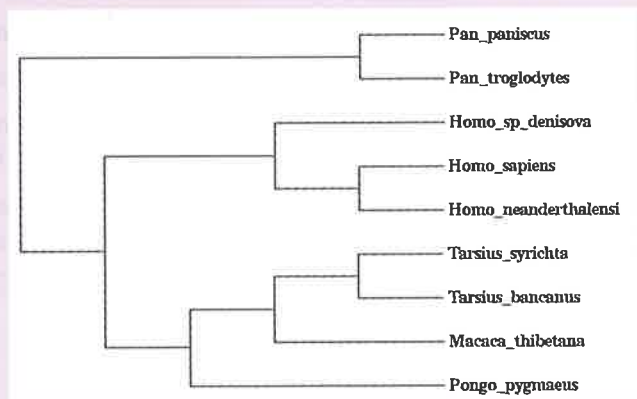 Pan_paniscus
Pan_troglodytes
Homo_sp_denisova
Homo_sapiens
Homo_neanderthalensi
Tarsius_syrichta
Tarsius_bancanus
Macaca_thibetana
Pongo_pygmaeus